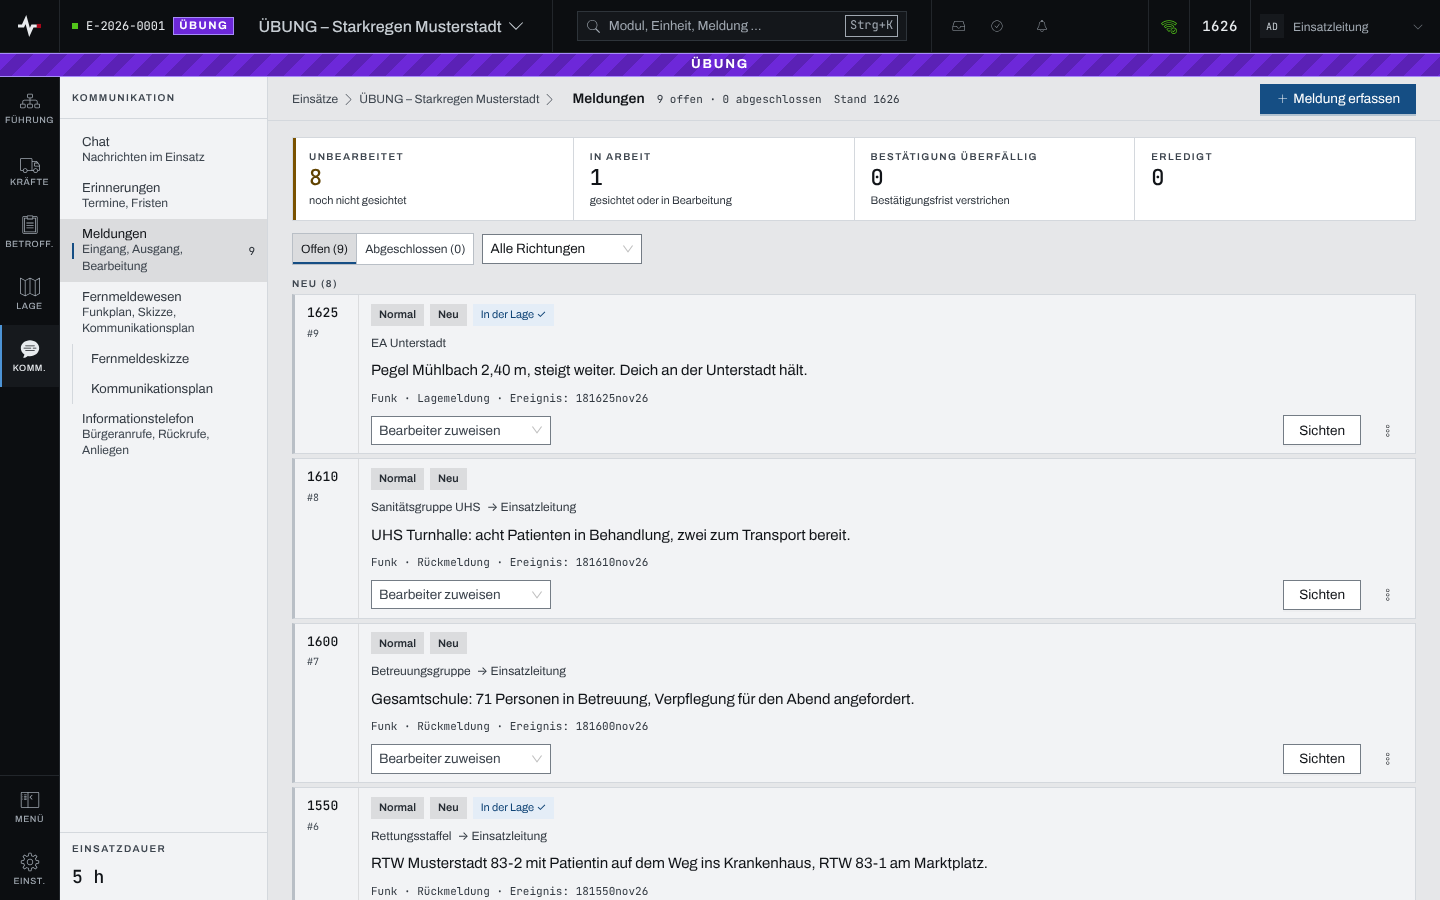 E-2026-0001 ÜBUNG ÜBUNG – Starkregen Musterstadt
Modul, Einheit, Meldung ... Strg+K
1626 AD Einsatzleitung
ÜBUNG
FÜHRUNG
KRÄFTE
BETROFF.
LAGE
KOMM.
MENÜ
EINST.
KOMMUNIKATION
Chat
Nachrichten im Einsatz
Erinnerungen
Termine, Fristen
Meldungen
Eingang, Ausgang,
Bearbeitung
9
Fernmeldewesen
Funkplan, Skizze,
Kommunikationsplan
Fernmeldeskizze
Kommunikationsplan
Informationstelefon
Bürgeranrufe, Rückrufe,
Anliegen
EINSATZDAUER
5 h
Einsätze ÜBUNG – Starkregen Musterstadt Meldungen 9 offen · 0 abgeschlossen Stand 1626
+ Meldung erfassen
UNBEARBEITET
8
noch nicht gesichtet
IN ARBEIT
1
gesichtet oder in Bearbeitung
BESTÄTIGUNG ÜBERFÄLLIG
0
Bestätigungsfrist verstrichen
ERLEDIGT
0
Offen (9) Abgeschlossen (0) Alle Richtungen
NEU (8)
1625
#9
Normal Neu In der Lage ✓
EA Unterstadt
Pegel Mühlbach 2,40 m, steigt weiter. Deich an der Unterstadt hält.
Funk · Lagemeldung · Ereignis: 181625nov26
Bearbeiter zuweisen Sichten
1610
#8
Normal Neu
Sanitätsgruppe UHS → Einsatzleitung
UHS Turnhalle: acht Patienten in Behandlung, zwei zum Transport bereit.
Funk · Rückmeldung · Ereignis: 181610nov26
Bearbeiter zuweisen Sichten
1600
#7
Normal Neu
Betreuungsgruppe → Einsatzleitung
Gesamtschule: 71 Personen in Betreuung, Verpflegung für den Abend angefordert.
Funk · Rückmeldung · Ereignis: 181600nov26
Bearbeiter zuweisen Sichten
1550
#6
Normal Neu In der Lage ✓
Rettungsstaffel → Einsatzleitung
RTW Musterstadt 83-2 mit Patientin auf dem Weg ins Krankenhaus, RTW 83-1 am Marktplatz.
Funk · Rückmeldung · Ereignis: 181550nov26